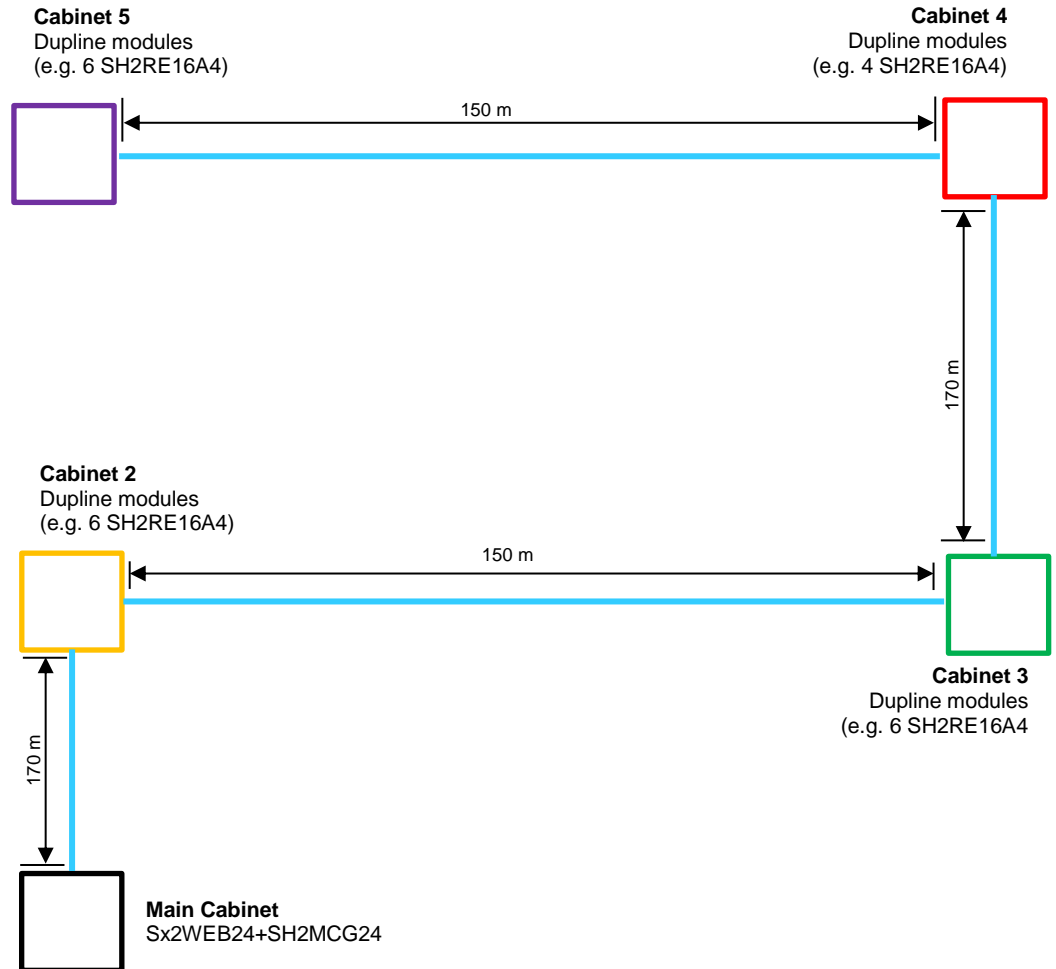 Cabinet 5
Dupline modules
(e.g. 6 SH2RE16A4)
Cabinet 4
Dupline modules
(e.g. 4 SH2RE16A4)
150 m
170 m
Cabinet 2
Dupline modules
(e.g. 6 SH2RE16A4)
150 m
Cabinet 3
Dupline modules
(e.g. 6 SH2RE16A4
170 m
Main Cabinet
Sx2WEB24+SH2MCG24